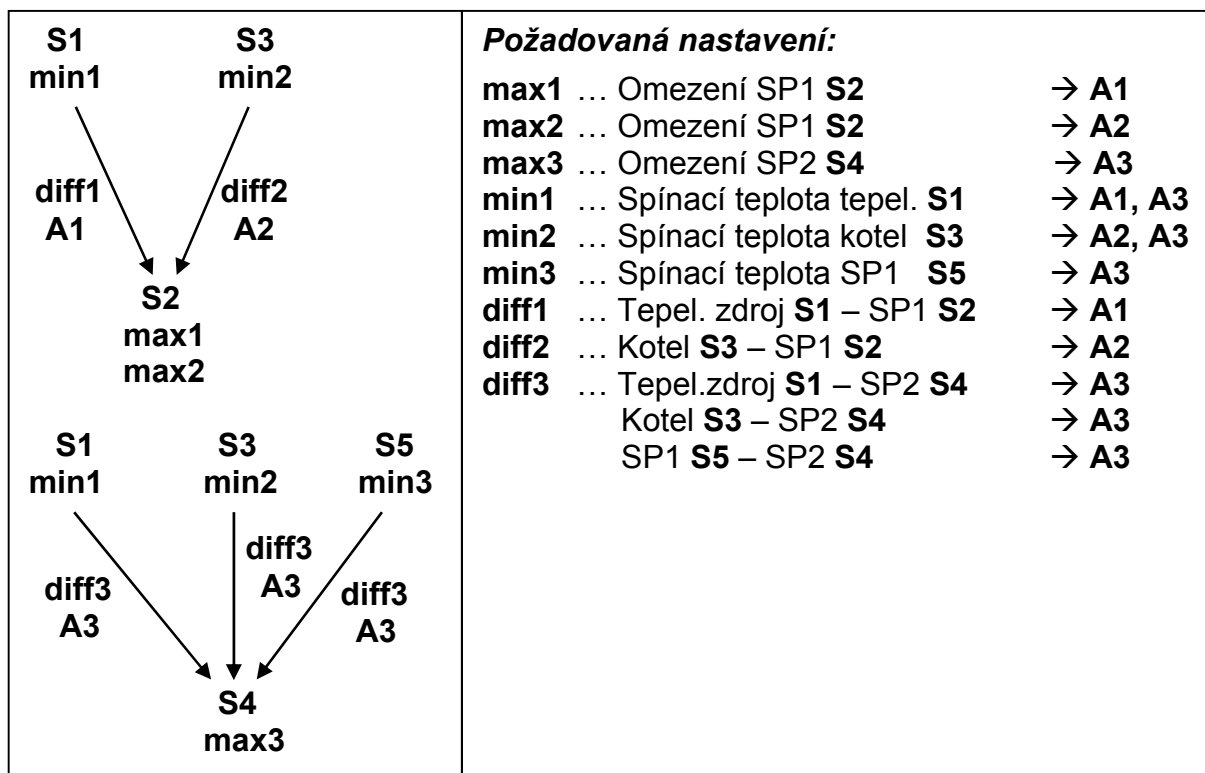 S1 S3
min1 min2
diff1 diff2
A1 A2
S2
max1
max2
S1 S3 S5
min1 min2 min3
diff3
A3
diff3 diff3
A3 A3
S4
max3
Požadovaná nastavení:
max1 … Omezení SP1 S2 → A1
max2 … Omezení SP1 S2 → A2
max3 … Omezení SP2 S4 → A3
min1 … Spínací teplota tepel. S1 → A1, A3
min2 … Spínací teplota kotel S3 → A2, A3
min3 … Spínací teplota SP1 S5 → A3
diff1 … Tepel. zdroj S1 – SP1 S2 → A1
diff2 … Kotel S3 – SP1 S2 → A2
diff3 … Tepel.zdroj S1 – SP2 S4 → A3
Kotel S3 – SP2 S4 → A3
SP1 S5 – SP2 S4 → A3